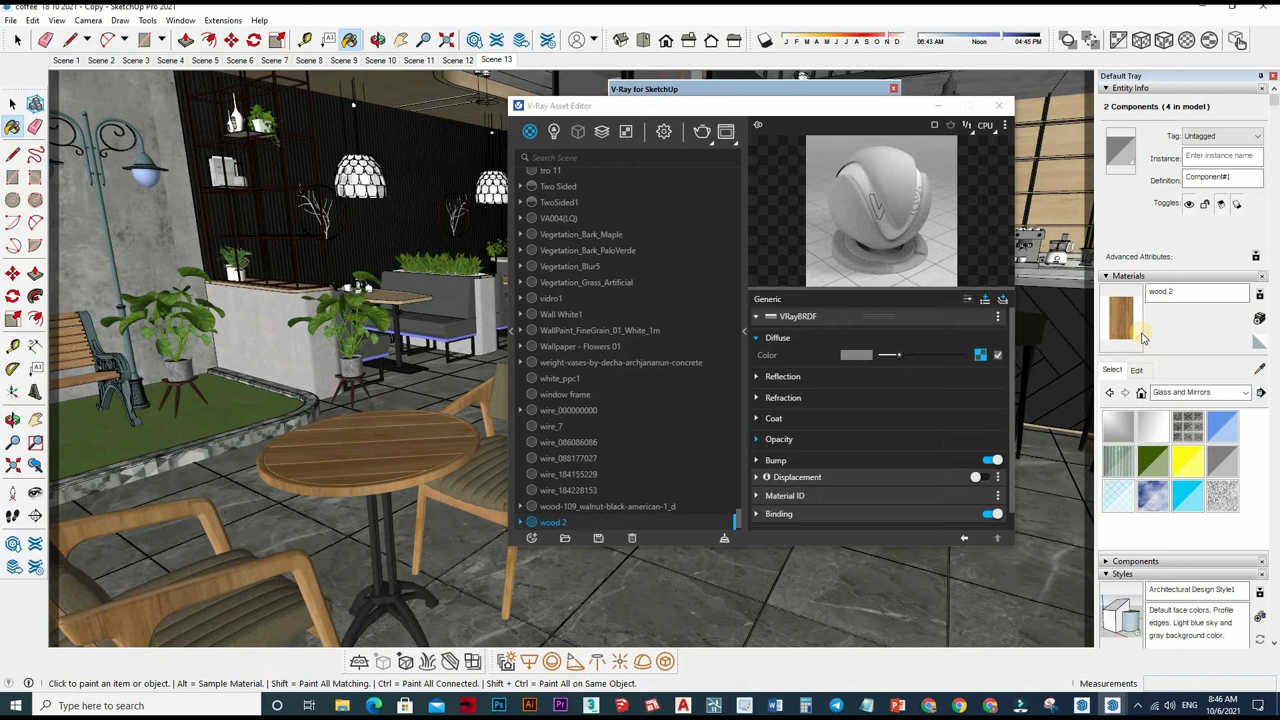 coffee 18 10 2021 - Copy - SketchUp Pro 2021
File Edit View Camera Draw Tools Window Extensions Help
J F M A M J J A S O N D 06:43 AM Noon 04:45 PM
Scene 1 Scene 2 Scene 3 Scene 4 Scene 5 Scene 6 Scene 7 Scene 8 Scene 9 Scene 10 Scene 11 Scene 12 Scene 13
V-Ray for SketchUp
V-Ray Asset Editor
Search Scene
tro 11
Two Sided
TwoSided1
VA004(LQ)
Vegetation_Bark_Maple
Vegetation_Bark_PaloVerde
Vegetation_Blur5
Vegetation_Grass_Artificial
vidro1
Wall White1
WallPaint_FineGrain_01_White_1m
Wallpaper - Flowers 01
weight-vases-by-decha-archjananun-concrete
white_ppc1
window frame
wire_000000000
wire_7
wire_086086086
wire_088177027
wire_184155229
wire_184228153
wood-109_walnut-black-american-1_d
wood 2
1/1 CPU
Generic
VRayBRDF
Diffuse
Color
Reflection
Refraction
Coat
Opacity
Bump
Displacement
Material ID
Binding
Default Tray
Entity Info
2 Components (4 in model)
Tag: Untagged
Instance: Enter instance name
Definition: Component#1
Toggles:
Advanced Attributes:
Materials
wood 2
Select Edit
Glass and Mirrors
Components
Styles
Architectural Design Style1
Default face colors. Profile
edges. Light blue sky and
gray background color.
Click to paint an item or object. | Alt = Sample Material. | Shift = Paint All Matching. | Ctrl = Paint All Connected. | Shift + Ctrl = Paint All on Same Object.
Measurements
Type here to search
8:46 AM
10/6/2021